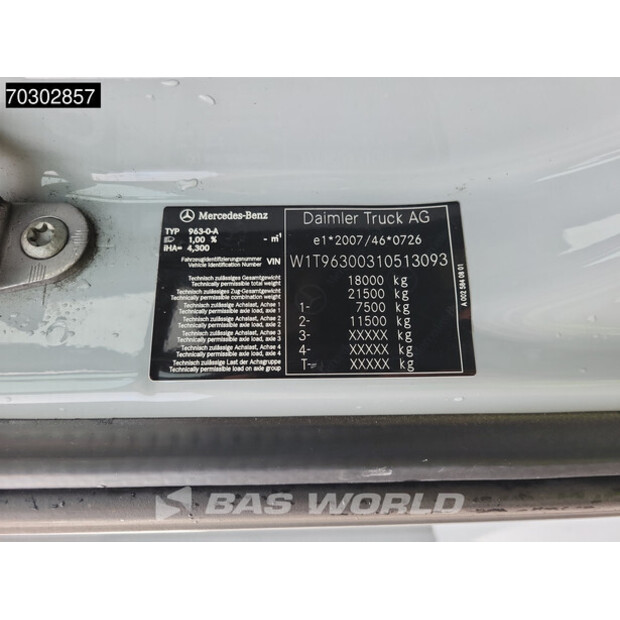 70302857
Mercedes-Benz
TYP 963-0-A
1,00 % - m¹
IHA= 4,300
Fahrzeugidentifizierungsnummer
Vehicle Identification Number VIN
Technisch zulässiges Gesamtgewicht
Technically permissible total weight
Technisch zulässiges Zug-Gesamtgewicht
Technically permissible combination weight
Technisch zulässige Achslast, Achse 1
Technically permissible axle load, axle 1
Technisch zulässige Achslast, Achse 2
Technically permissible axle load, axle 2
Technisch zulässige Achslast, Achse 3
Technically permissible axle load, axle 3
Technisch zulässige Achslast, Achse 4
Technically permissible axle load, axle 4
Technisch zulässige Last der Achsgruppe
Technically permissible load on axle group
Daimler Truck AG
e1*2007/46*0726
W1T96300310513093
18000 kg
21500 kg
1- 7500 kg
2- 11500 kg
3- XXXXX kg
4- XXXXX kg
T- XXXXX kg
A 002 584 08 01
BAS WORLD